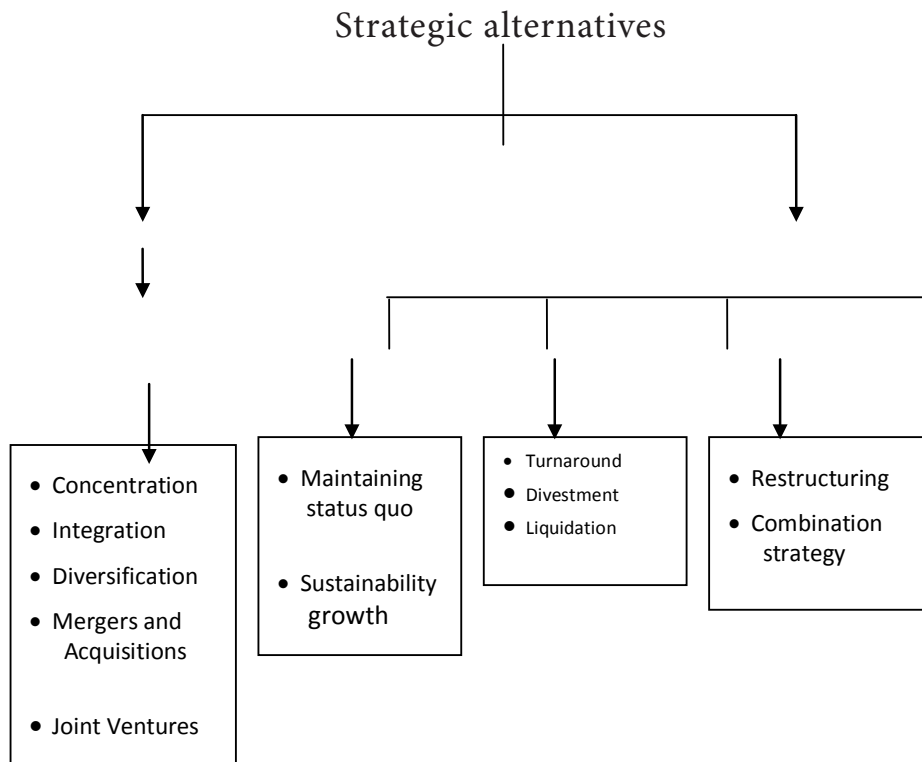 Strategic alternatives
• Concentration
• Integration
• Diversification
• Mergers and
Acquisitions
• Joint Ventures
• Maintaining
status quo
• Sustainability
growth
• Turnaround
• Divestment
• Liquidation
• Restructuring
• Combination
strategy